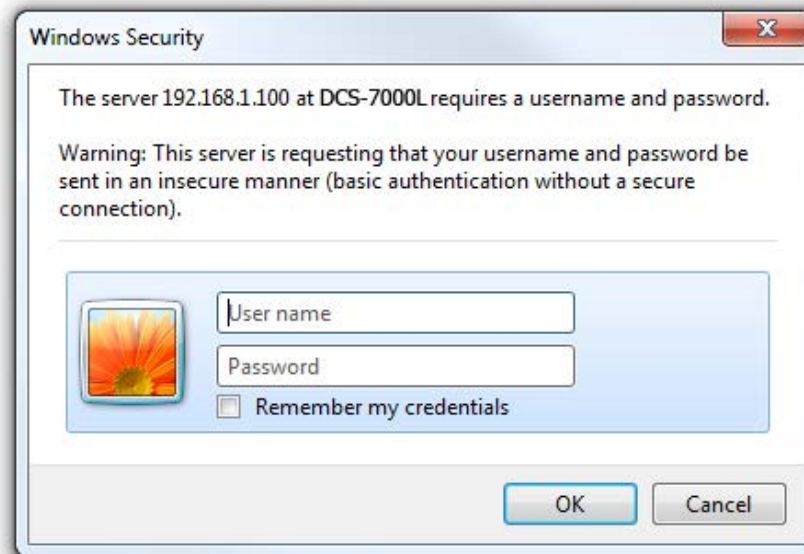 Windows Security
The server 192.168.1.100 at DCS-7000L requires a username and password.
Warning: This server is requesting that your username and password be
sent in an insecure manner (basic authentication without a secure
connection).
User name
Password
Remember my credentials
OK
Cancel